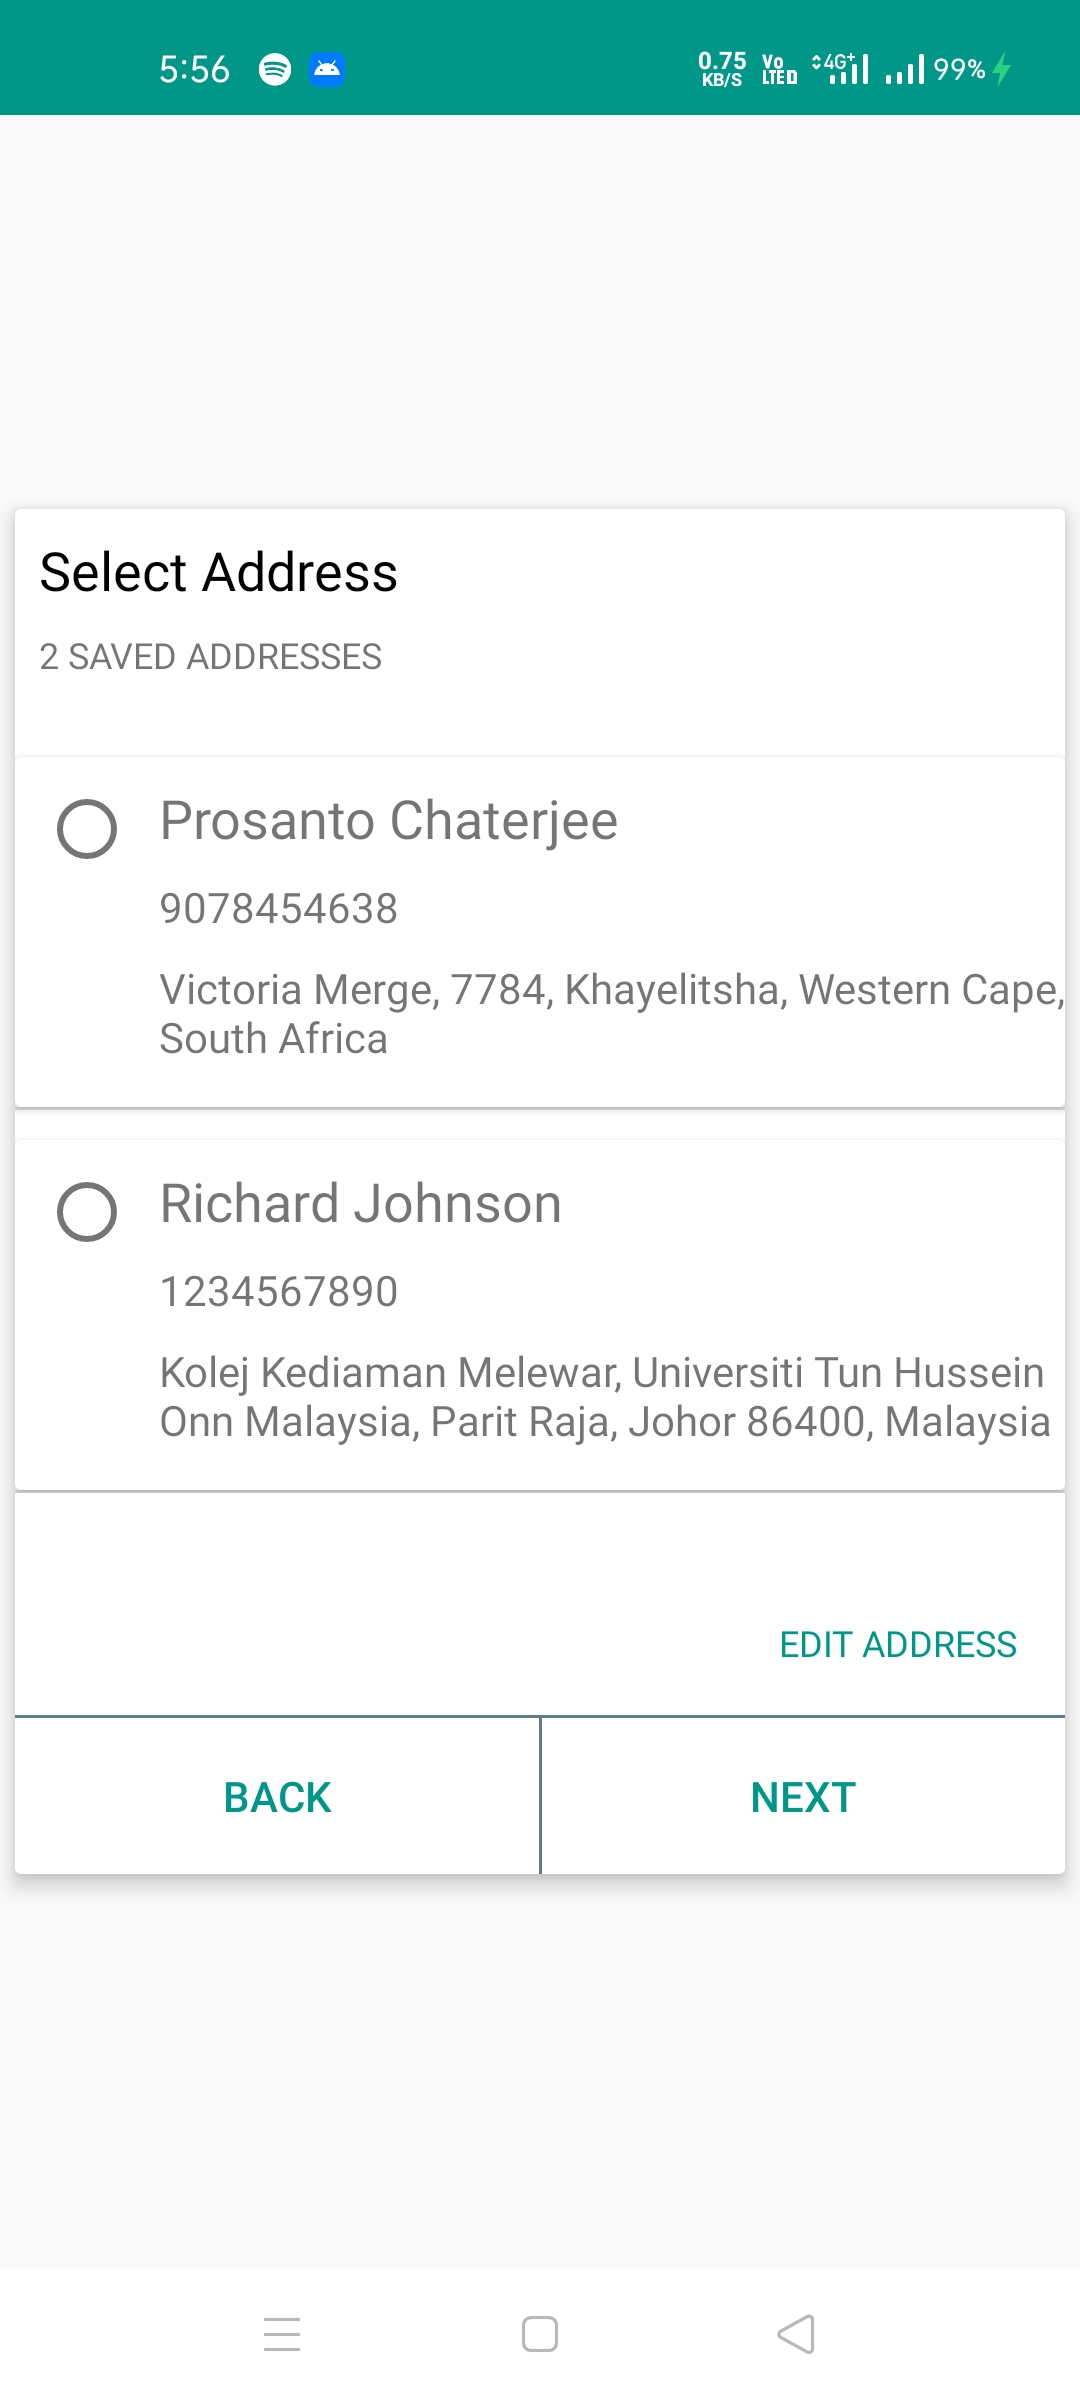 5:56 0.75 KB/S Vo LTE 4G+ 99%
Select Address
2 SAVED ADDRESSES
Prosanto Chaterjee
9078454638
Victoria Merge, 7784, Khayelitsha, Western Cape,
South Africa
Richard Johnson
1234567890
Kolej Kediaman Melewar, Universiti Tun Hussein
Onn Malaysia, Parit Raja, Johor 86400, Malaysia
EDIT ADDRESS
BACK NEXT